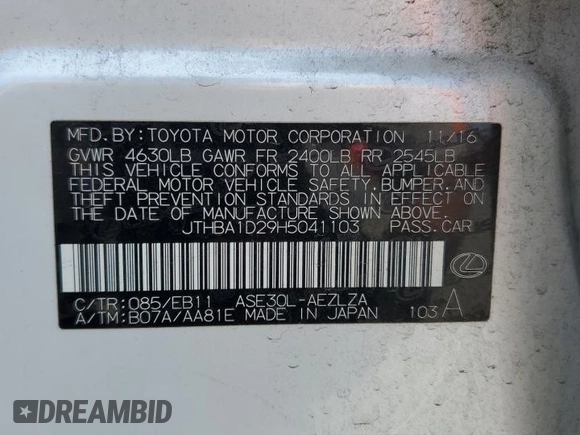 MFD. BY: TOYOTA MOTOR CORPORATION 11/16
GVWR 4630LB GAWR FR 2400LB RR 2545LB
THIS VEHICLE CONFORMS TO ALL APPLICABLE
FEDERAL MOTOR VEHICLE SAFETY, BUMPER, AND
THEFT PREVENTION STANDARDS IN EFFECT ON
THE DATE OF MANUFACTURE SHOWN ABOVE.
JTHBA1D29H5041103 PASS. CAR
C/TR: 085/EB11 ASE30L-AEZLZA
A/TM: B07A/AA81E MADE IN JAPAN 103 A
DREAMBID